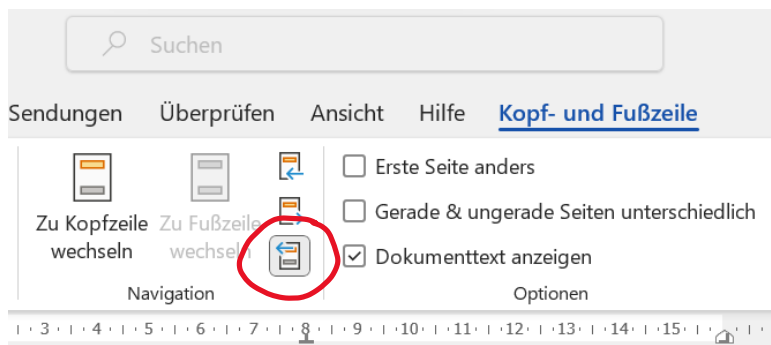 Suchen
Sendungen Überprüfen Ansicht Hilfe Kopf- und Fußzeile
Zu Kopfzeile wechseln
Zu Fußzeile wechseln
Navigation
Erste Seite anders
Gerade & ungerade Seiten unterschiedlich
Dokumenttext anzeigen
Optionen
3 4 5 6 7 8 9 10 11 12 13 14 15